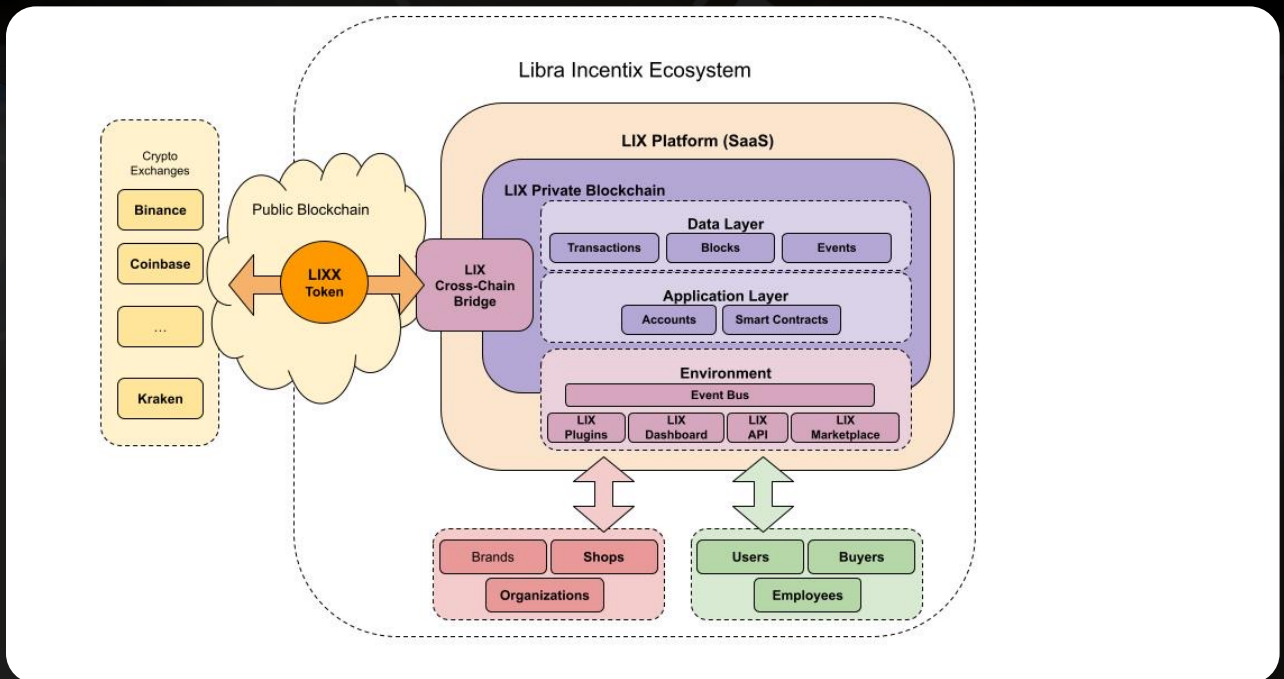 Libra Incentix Ecosystem
Crypto
Exchanges
Binance
Coinbase
...
Kraken
Public Blockchain
LIXX
Token
LIX
Cross-Chain
Bridge
LIX Platform (SaaS)
LIX Private Blockchain
Data Layer
Transactions
Blocks
Events
Application Layer
Accounts
Smart Contracts
Environment
Event Bus
LIX
Plugins
LIX
Dashboard
LIX
API
LIX
Marketplace
Brands
Shops
Organizations
Users
Buyers
Employees